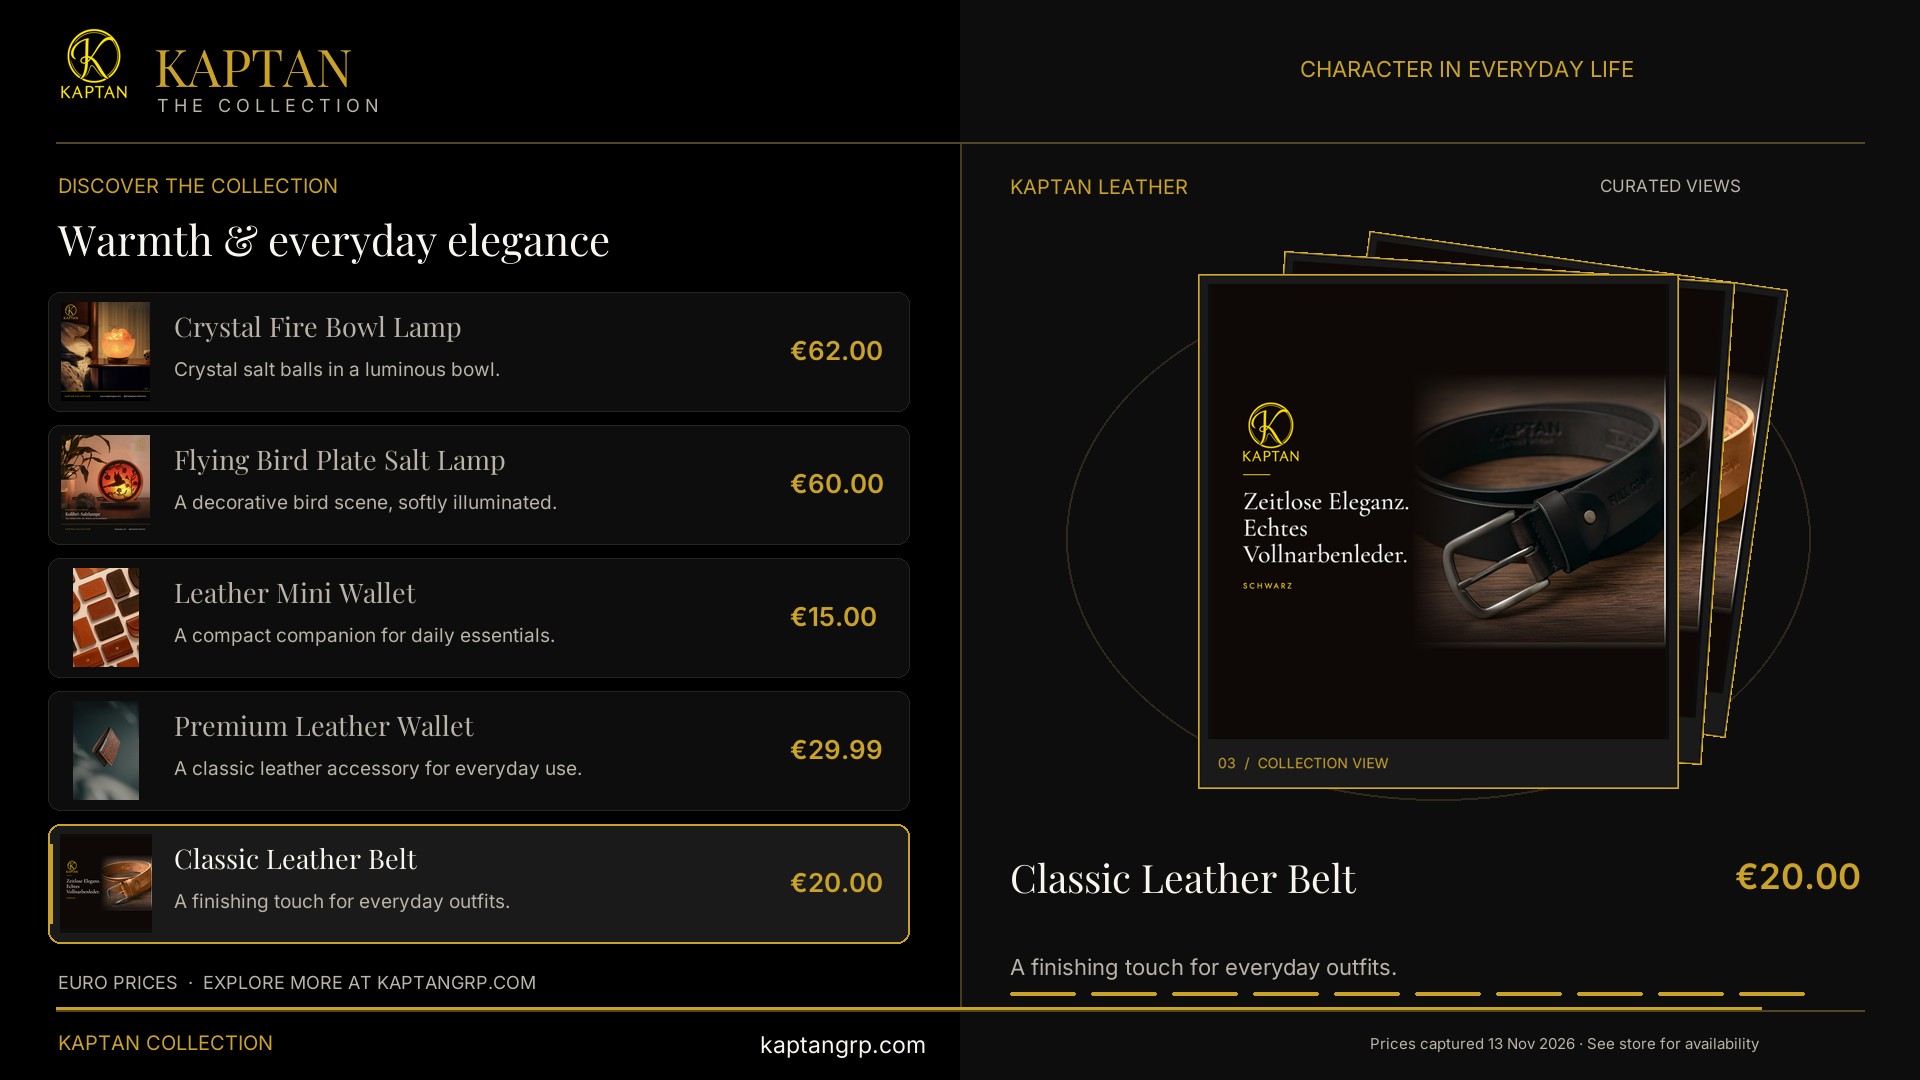 KAPTAN
KAPTAN
THE COLLECTION
CHARACTER IN EVERYDAY LIFE
DISCOVER THE COLLECTION
Warmth & everyday elegance
Crystal Fire Bowl Lamp
Crystal salt balls in a luminous bowl.
€62.00
Flying Bird Plate Salt Lamp
A decorative bird scene, softly illuminated.
€60.00
Leather Mini Wallet
A compact companion for daily essentials.
€15.00
Premium Leather Wallet
A classic leather accessory for everyday use.
€29.99
Classic Leather Belt
A finishing touch for everyday outfits.
€20.00
EURO PRICES · EXPLORE MORE AT KAPTANGRP.COM
KAPTAN LEATHER
CURATED VIEWS
KAPTAN
Zeitlose Eleganz.
Echtes
Vollnarbenleder.
SCHWARZ
KAPTAN
03 / COLLECTION VIEW
Classic Leather Belt
€20.00
A finishing touch for everyday outfits.
KAPTAN COLLECTION
kaptangrp.com
Prices captured 13 Nov 2026 · See store for availability